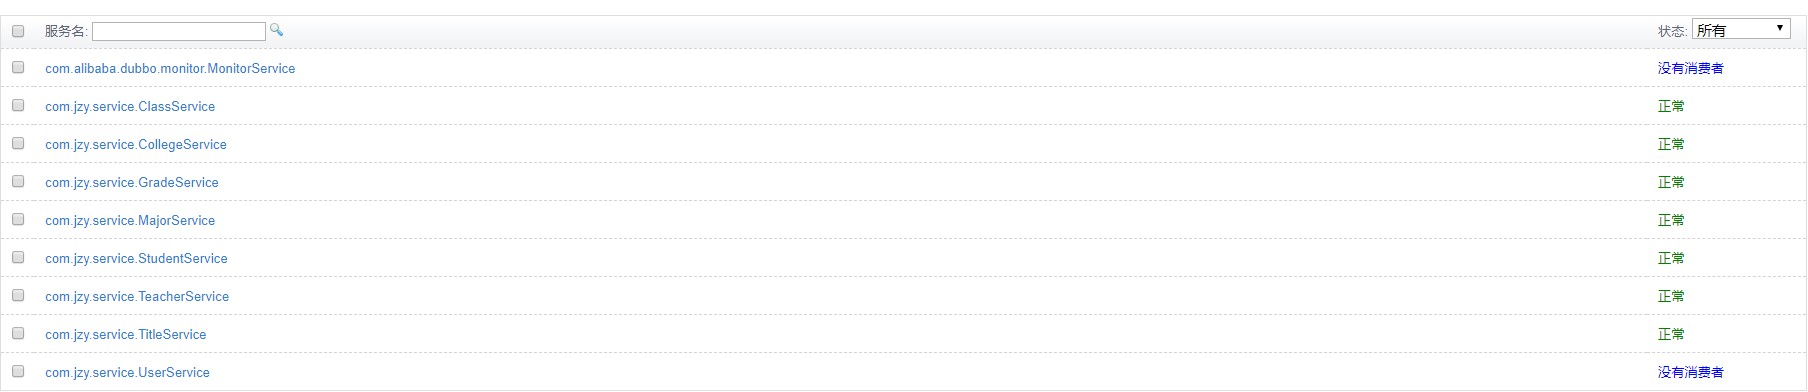 服务名: 状态: 所有
com.alibaba.dubbo.monitor.MonitorService 没有消费者
com.jzy.service.ClassService 正常
com.jzy.service.CollegeService 正常
com.jzy.service.GradeService 正常
com.jzy.service.MajorService 正常
com.jzy.service.StudentService 正常
com.jzy.service.TeacherService 正常
com.jzy.service.TitleService 正常
com.jzy.service.UserService 没有消费者